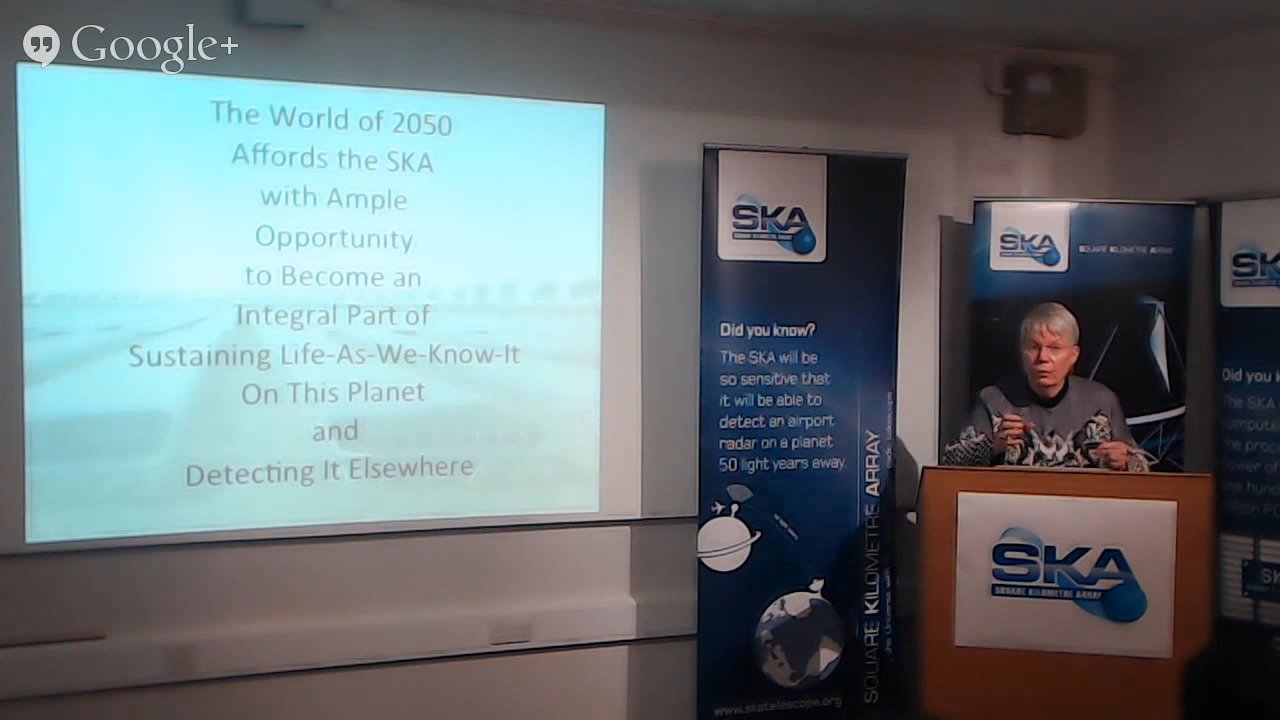 Google+
The World of 2050
Affords the SKA
with Ample
Opportunity
to Become an
Integral Part of
Sustaining Life-As-We-Know-It
On This Planet
and
Detecting It Elsewhere
SKA
SQUARE KILOMETRE ARRAY
Did you know?
The SKA will be
so sensitive that
it will be able to
detect an airport
radar on a planet
50 light years away.
www.skatelescope.org
SQUARE KILOMETRE ARRAY
SKA
SQUARE KILOMETRE ARRAY
SKA
SQUARE KILOMETRE ARRAY
SK
Did you
The SKA